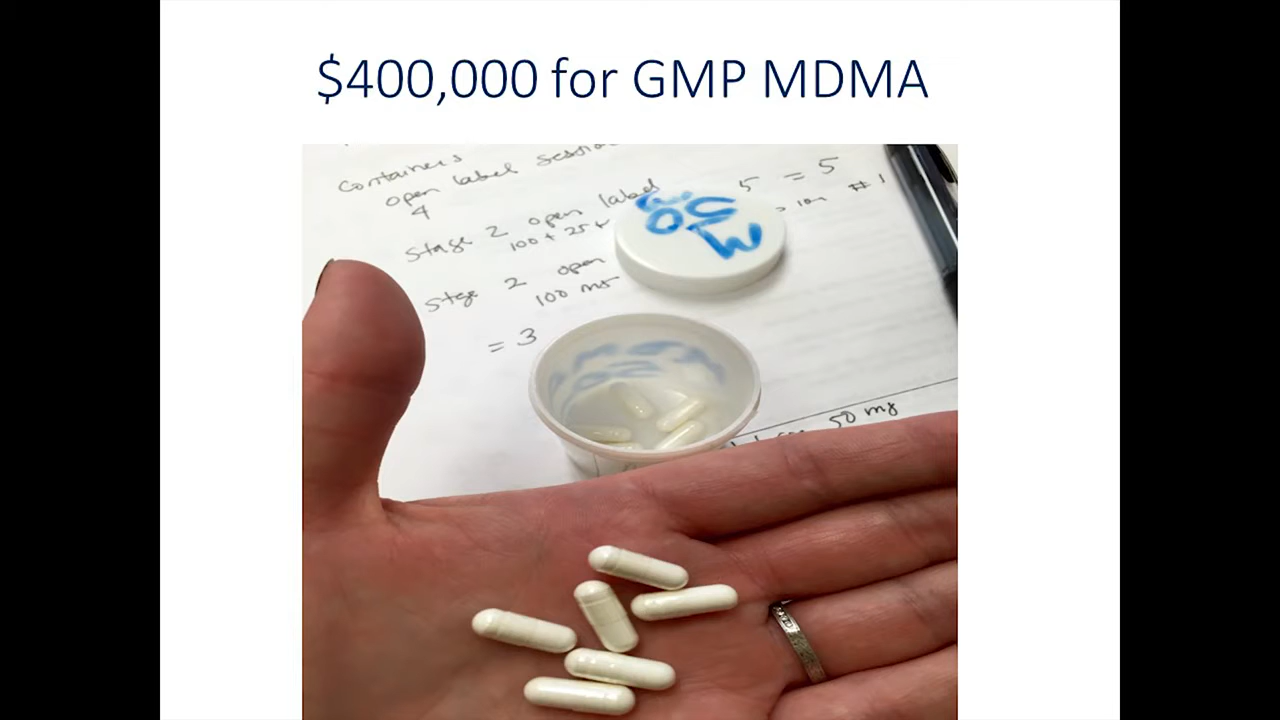 $400,000 for GMP MDMA
Containers
open label
4
Stage 2 open label
5 = 5
#1
100 + 25
OC
W
Stage 2 open
100 mg
= 3
50 mg